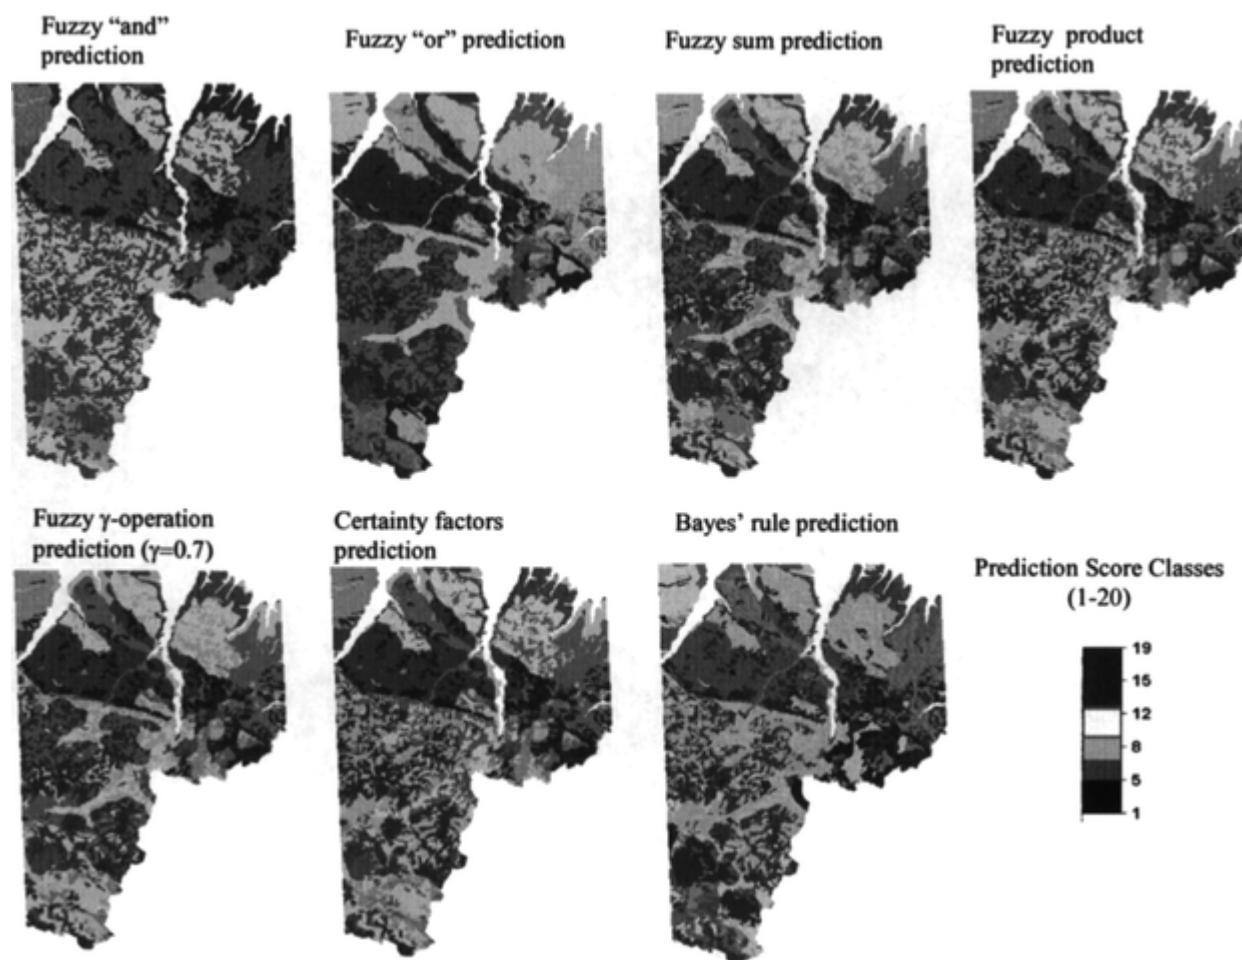 Fuzzy “and”
prediction
Fuzzy “or” prediction
Fuzzy sum prediction
Fuzzy product
prediction
Fuzzy γ-operation
prediction (γ=0.7)
Certainty factors
prediction
Bayes’ rule prediction
Prediction Score Classes
(1-20)
19
15
12
8
5
1